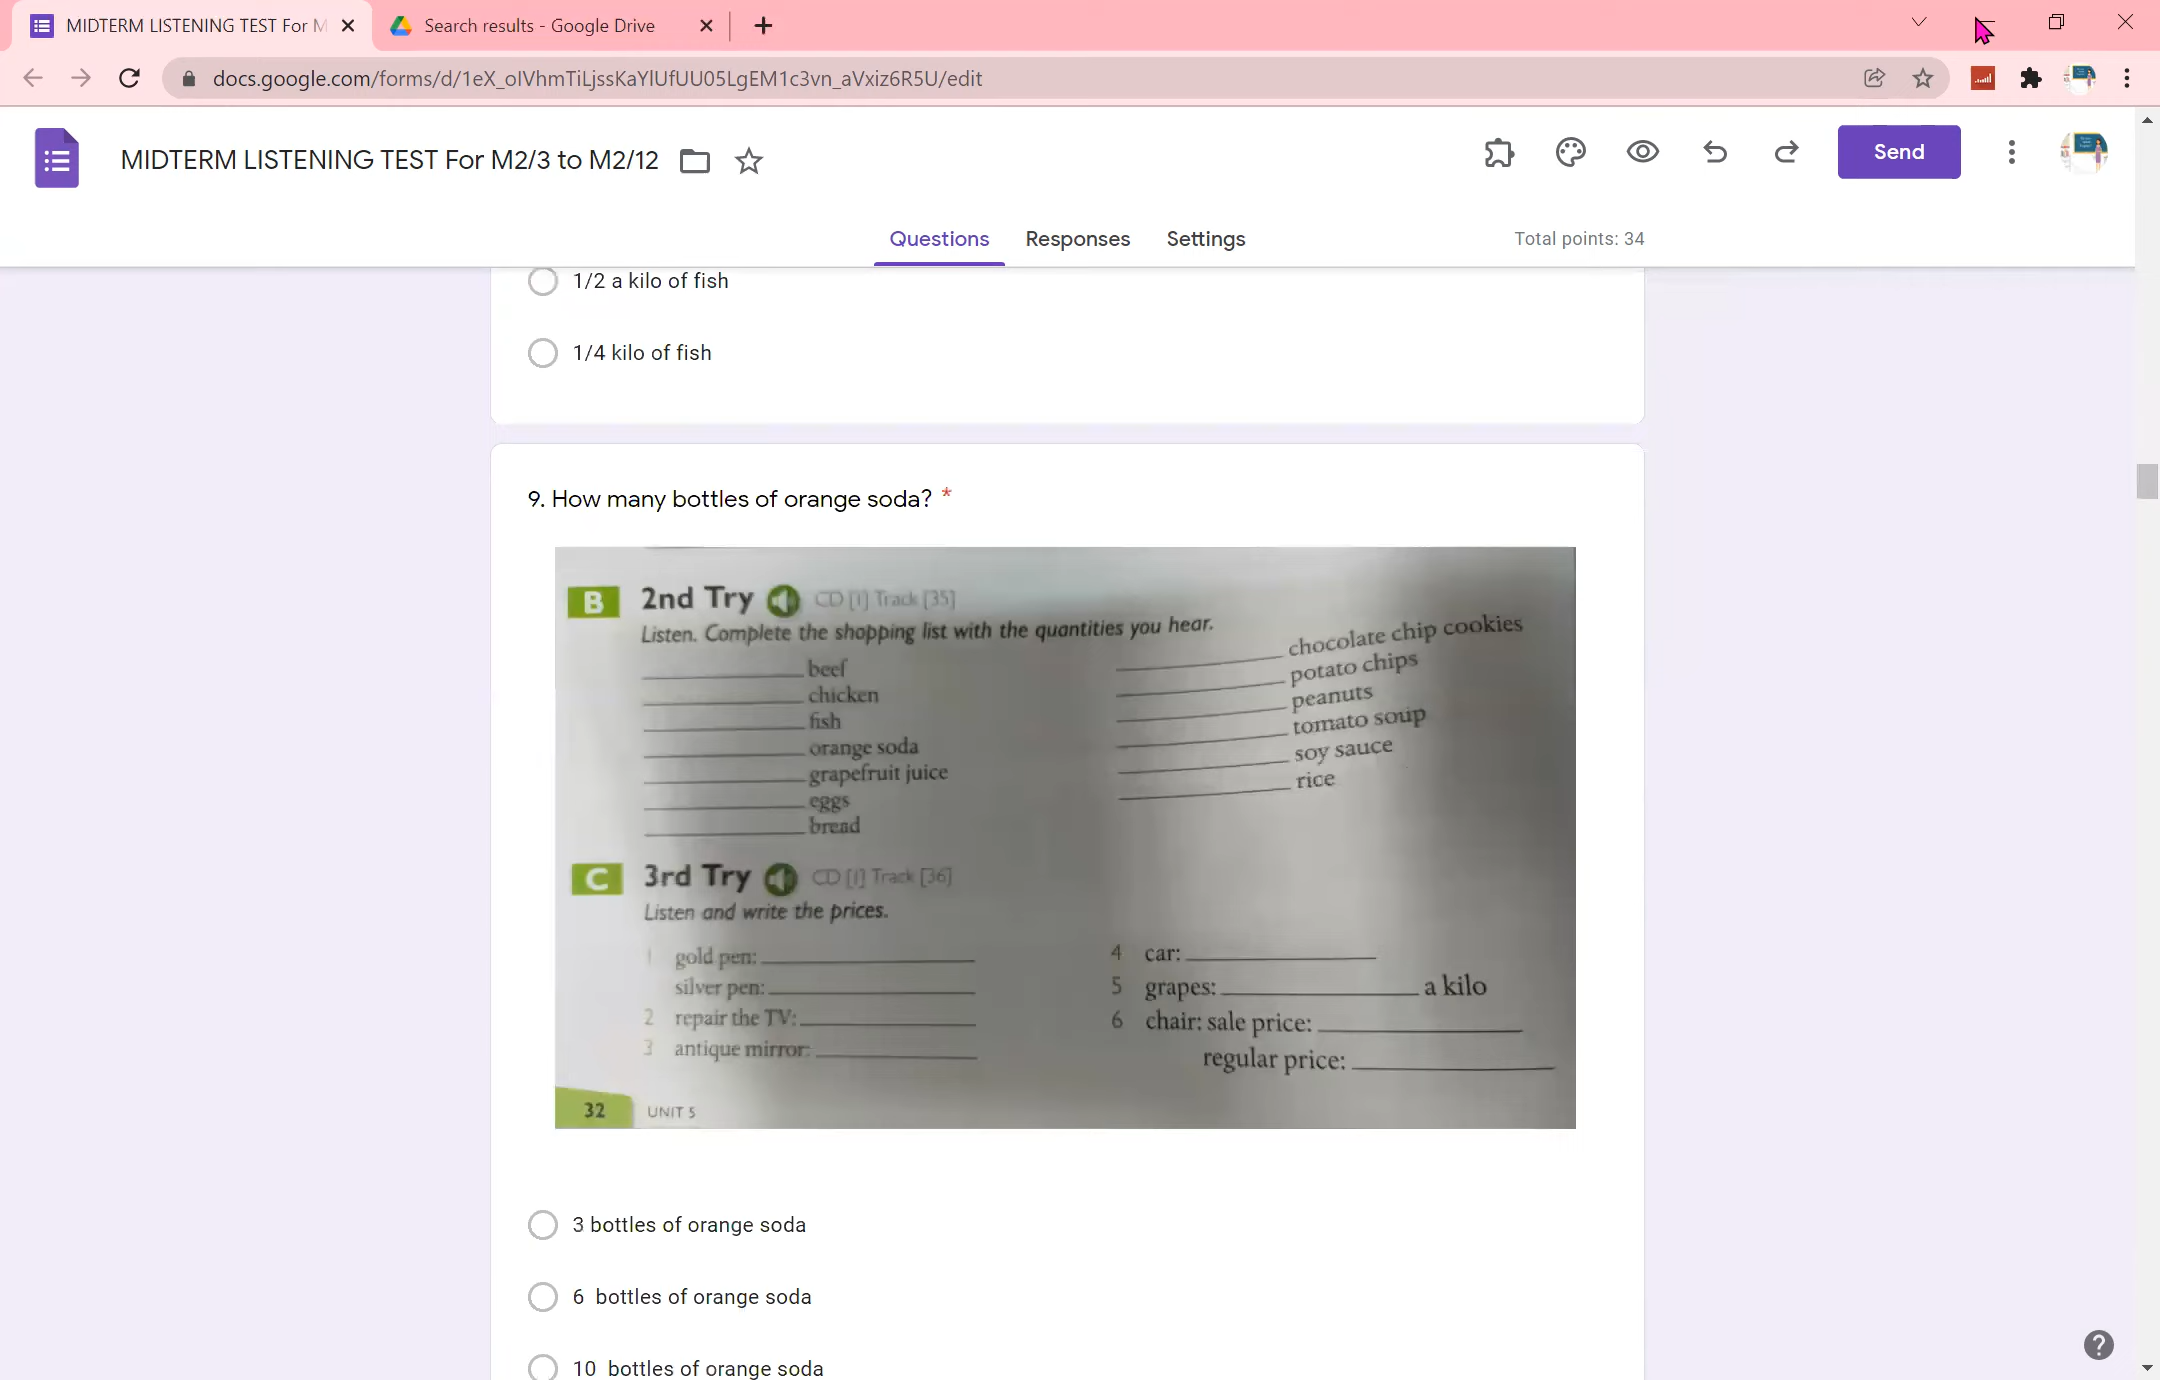 MIDTERM LISTENING TEST For M
Search results - Google Drive
docs.google.com/forms/d/1eX_oIVhmTiLjssKaYlUfUU05LgEM1c3vn_aVxiz6R5U/edit
MIDTERM LISTENING TEST For M2/3 to M2/12
Send
Questions
Responses
Settings
Total points: 34
1/2 a kilo of fish
1/4 kilo of fish
9. How many bottles of orange soda? *
B 2nd Try CD [1] Track [35]
Listen. Complete the shopping list with the quantities you hear.
beef
chicken
fish
orange soda
grapefruit juice
eggs
bread
chocolate chip cookies
potato chips
peanuts
tomato soup
soy sauce
rice
C 3rd Try CD [1] Track [36]
Listen and write the prices.
1 gold pen:
silver pen:
2 repair the TV:
3 antique mirror:
4 car:
5 grapes: a kilo
6 chair: sale price:
regular price:
32 UNIT 5
3 bottles of orange soda
6 bottles of orange soda
10 bottles of orange soda